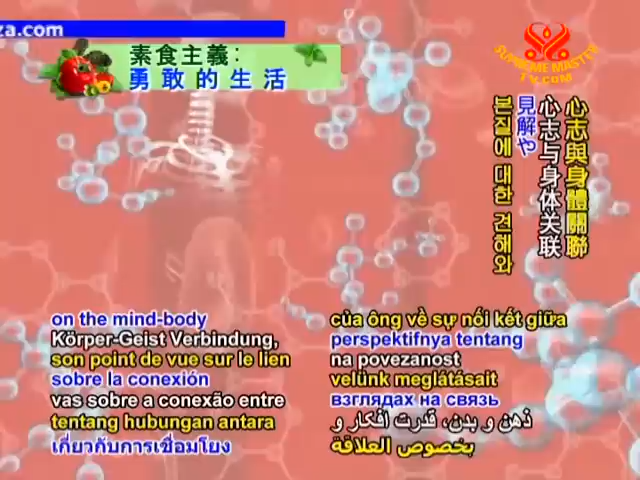 za.com
素食主義:
勇敢的生活
SUPREME MASTER
TV.COM
心志與身體關聯
心志与身体关联
見解や
본질에 대한 견해와
on the mind-body
Körper-Geist Verbindung,
son point de vue sur le lien
sobre la conexión
vas sobre a conexão entre
tentang hubungan antara
เกี่ยวกับการเชื่อมโยง
của ông về sự nối kết giữa
perspektifnya tentang
na povezanost
velünk meglátásait
взглядах на связь
ذهن و بدن، قدرت افکار و
بخصوص العلاقة